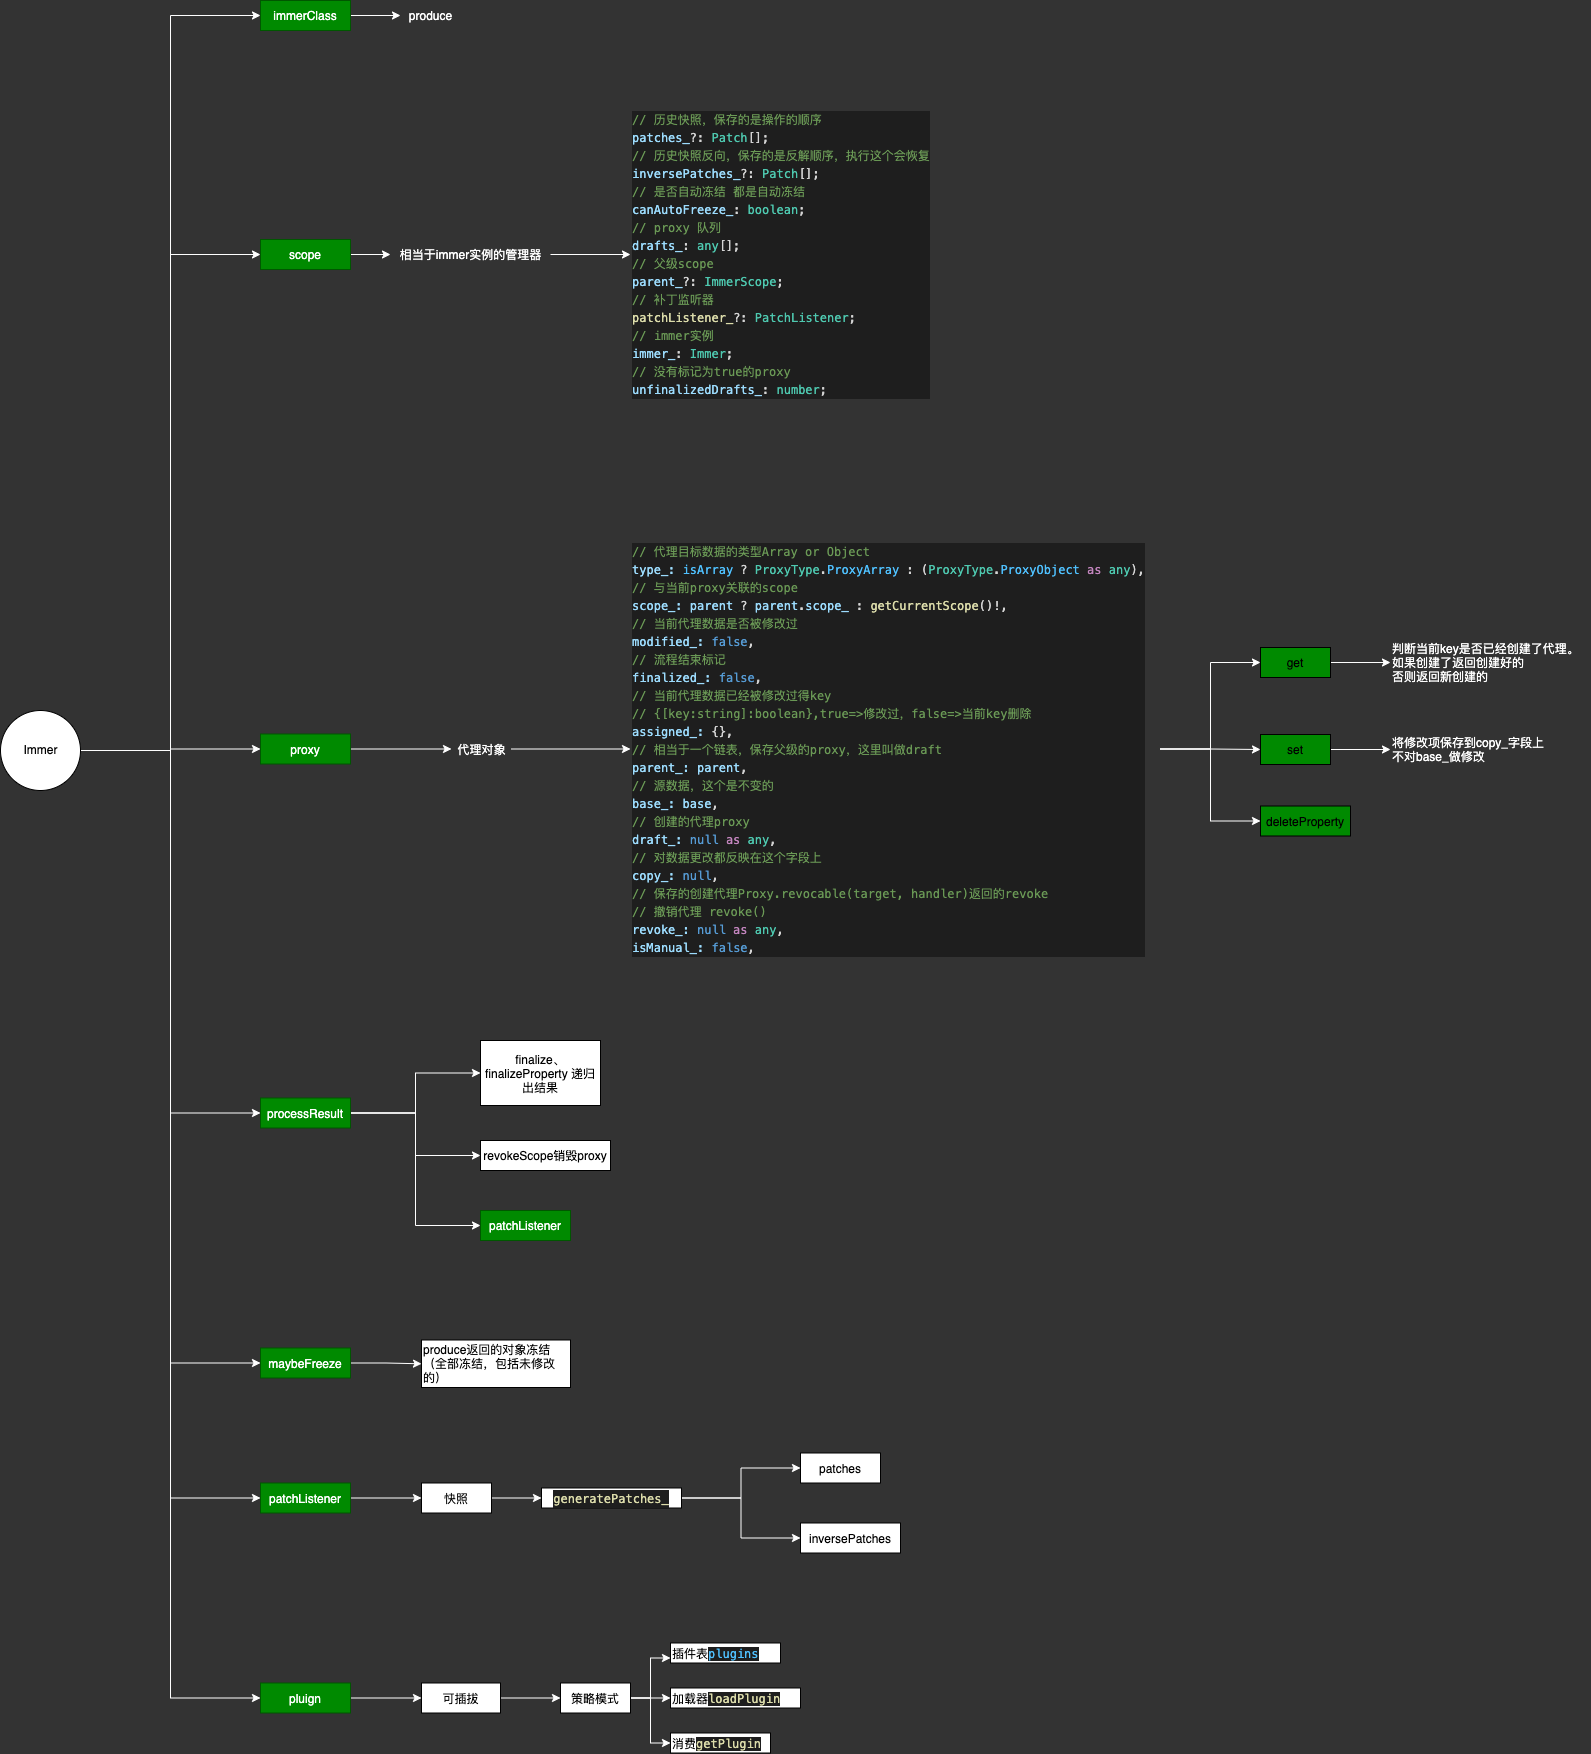 immerClass
produce
// 历史快照，保存的是操作的顺序
patches_?: Patch[];
// 历史快照反向，保存的是反解顺序，执行这个会恢复
inversePatches_?: Patch[];
// 是否自动冻结 都是自动冻结
canAutoFreeze_: boolean;
// proxy 队列
drafts_: any[];
// 父级scope
parent_?: ImmerScope;
// 补丁监听器
patchListener_?: PatchListener;
// immer实例
immer_: Immer;
// 没有标记为true的proxy
unfinalizedDrafts_: number;
scope
相当于immer实例的管理器
// 代理目标数据的类型Array or Object
type_: isArray ? ProxyType.ProxyArray : (ProxyType.ProxyObject as any),
// 与当前proxy关联的scope
scope_: parent ? parent.scope_ : getCurrentScope()!,
// 当前代理数据是否被修改过
modified_: false,
// 流程结束标记
finalized_: false,
// 当前代理数据已经被修改过得key
// {[key:string]:boolean},true=>修改过，false=>当前key删除
assigned_: {},
// 相当于一个链表，保存父级的proxy，这里叫做draft
parent_: parent,
// 源数据，这个是不变的
base_: base,
// 创建的代理proxy
draft_: null as any,
// 对数据更改都反映在这个字段上
copy_: null,
// 保存的创建代理Proxy.revocable(target, handler)返回的revoke
// 撤销代理 revoke()
revoke_: null as any,
isManual_: false,
Immer
proxy
代理对象
get
判断当前key是否已经创建了代理。
如果创建了返回创建好的
否则返回新创建的
set
将修改项保存到copy_字段上
不对base_做修改
deleteProperty
processResult
finalize、
finalizeProperty 递归
出结果
revokeScope销毁proxy
patchListener
maybeFreeze
produce返回的对象冻结
（全部冻结，包括未修改
的）
patchListener
快照
generatePatches_
patches
inversePatches
pluign
可插拔
策略模式
插件表plugins
加载器loadPlugin
消费getPlugin